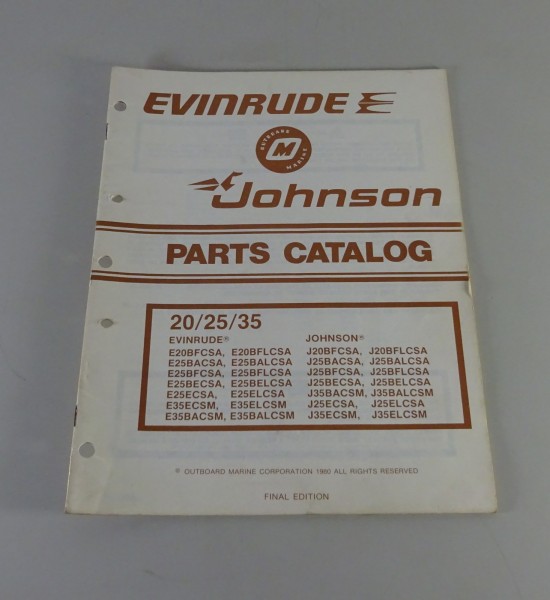 EVINRUDE E
OUTBOARD
M
MARINE
Johnson
PARTS CATALOG
20/25/35
EVINRUDE® JOHNSON®
E20BFCSA, E20BFLCSA J20BFCSA, J20BFLCSA
E25BACSA, E25BALCSA J25BACSA, J25BALCSA
E25BFCSA, E25BFLCSA J25BFCSA, J25BFLCSA
E25BECSA, E25BELCSA J25BECSA, J25BELCSA
E25ECSA, E25ELCSA J35BACSM, J35BALCSM
E35ECSM, E35ELCSM J25ECSA, J25ELCSA
E35BACSM, E35BALCSM J35ECSM, J35ELCSM
© OUTBOARD MARINE CORPORATION 1980 ALL RIGHTS RESERVED
FINAL EDITION